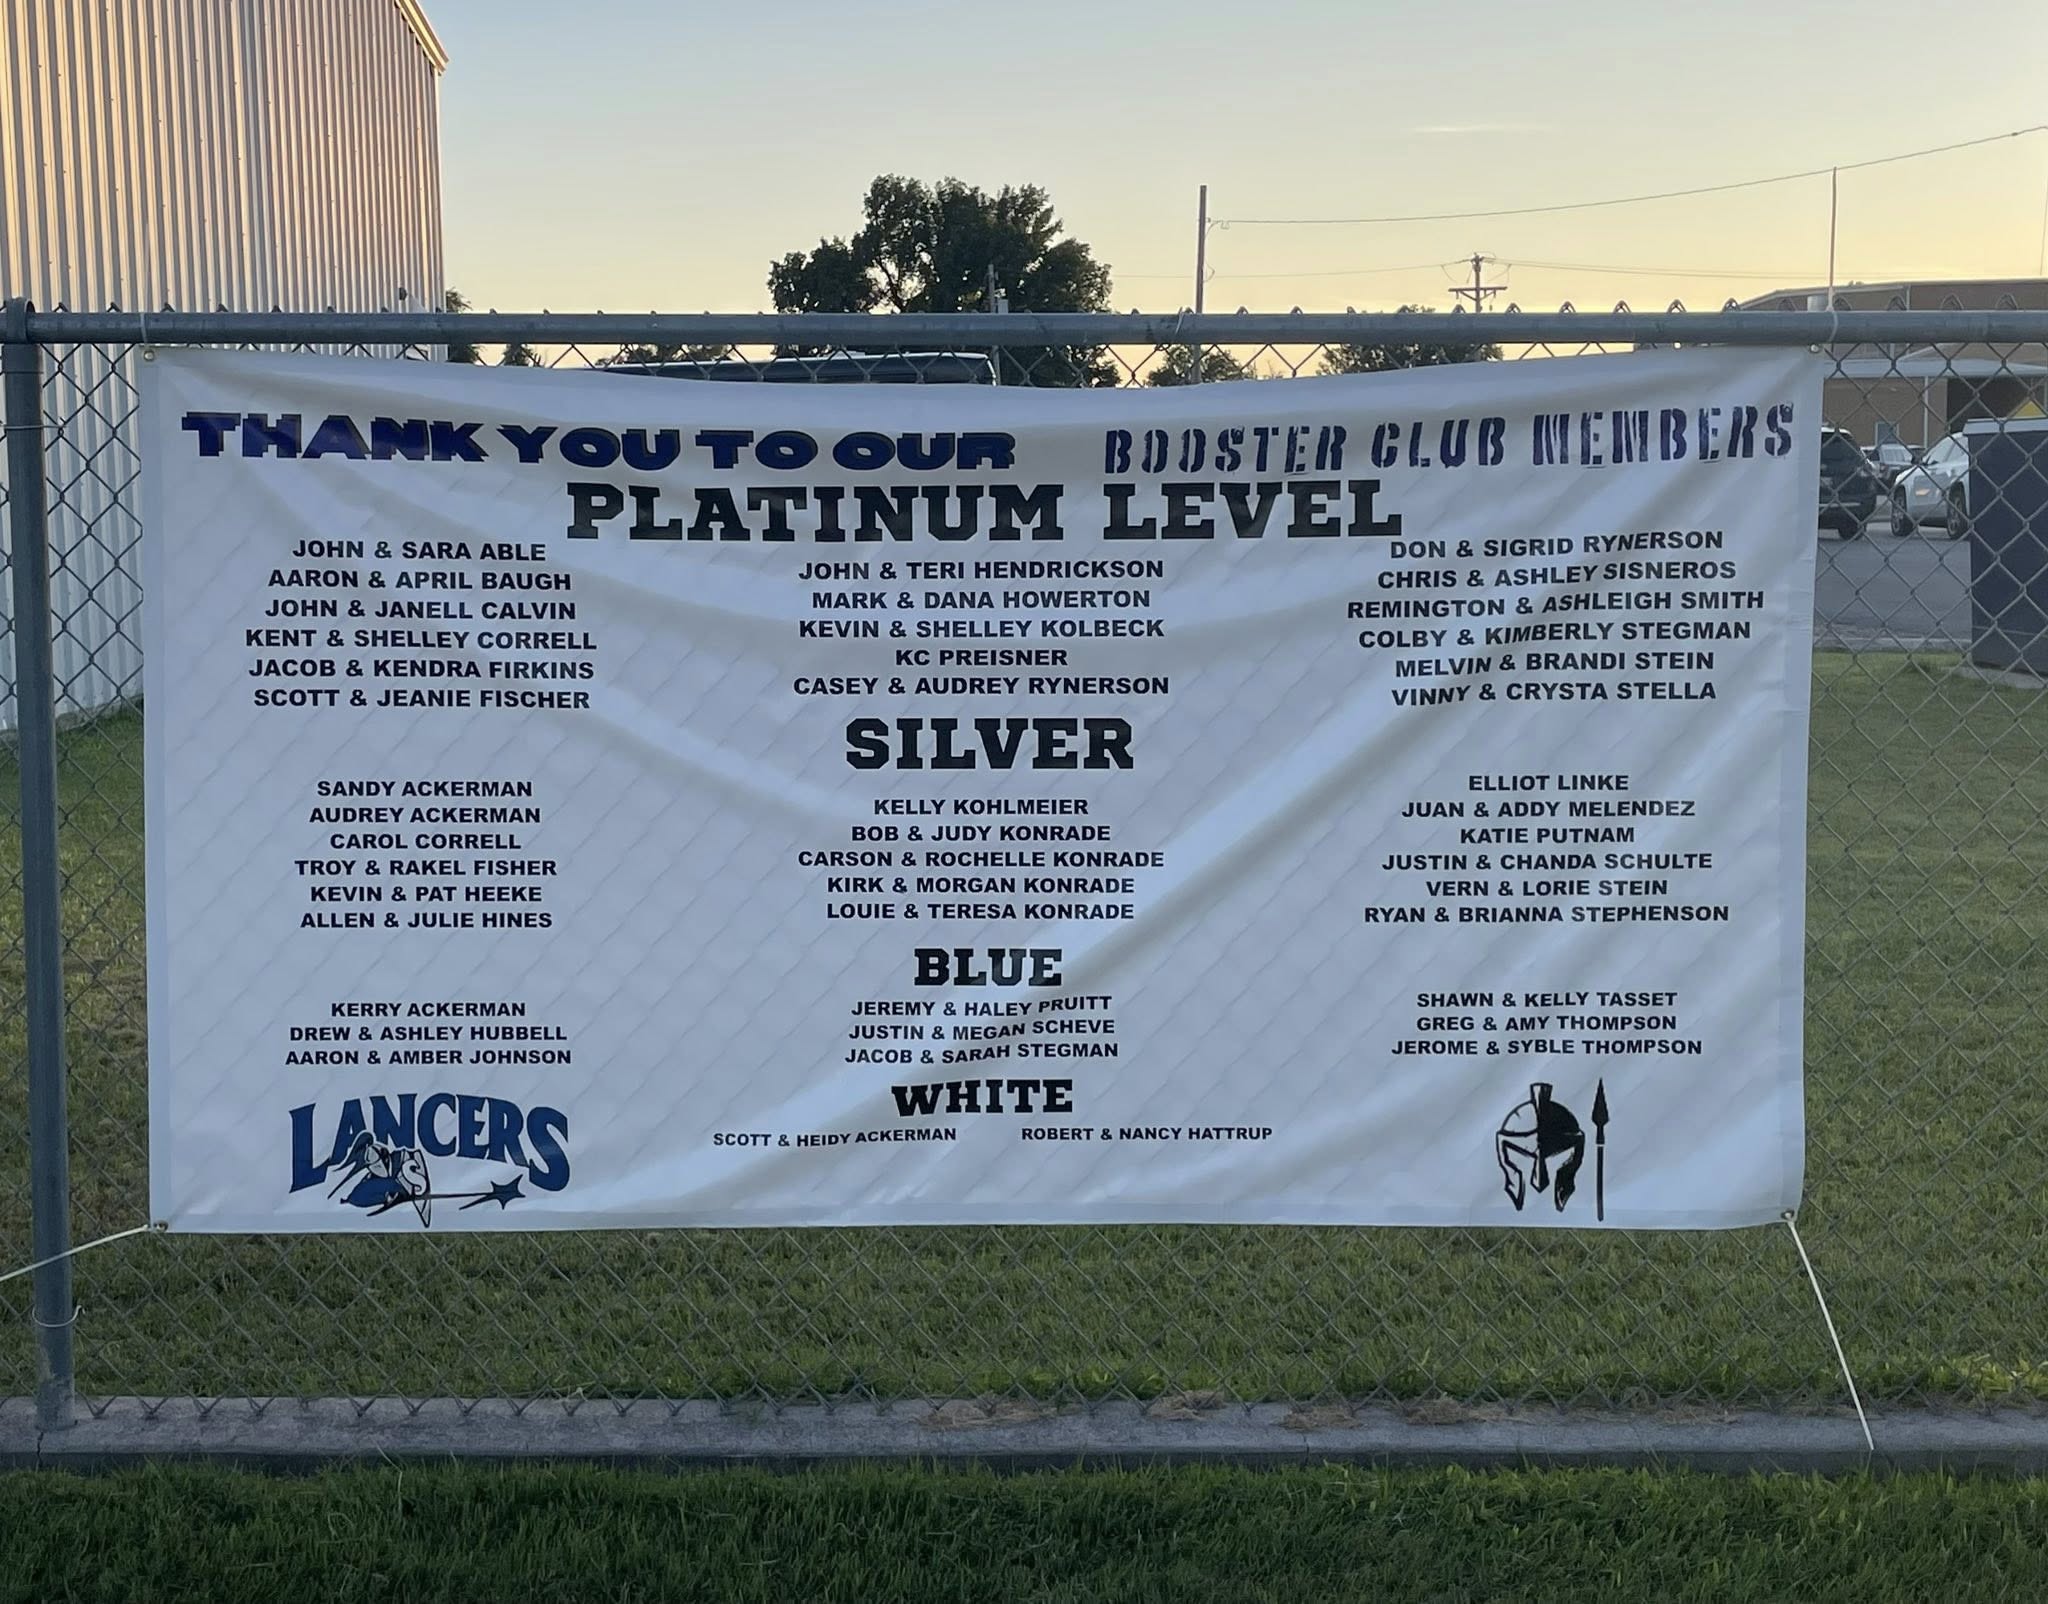 THANK YOU TO OUR BOOSTER CLUB MEMBERS
PLATINUM LEVEL
JOHN & SARA ABLE
AARON & APRIL BAUGH
JOHN & JANELL CALVIN
KENT & SHELLEY CORRELL
JACOB & KENDRA FIRKINS
SCOTT & JEANIE FISCHER
JOHN & TERI HENDRICKSON
MARK & DANA HOWERTON
KEVIN & SHELLEY KOLBECK
KC PREISNER
CASEY & AUDREY RYNERSON
DON & SIGRID RYNERSON
CHRIS & ASHLEY SISNEROS
REMINGTON & ASHLEIGH SMITH
COLBY & KIMBERLY STEGMAN
MELVIN & BRANDI STEIN
VINNY & CRYSTA STELLA
SILVER
SANDY ACKERMAN
AUDREY ACKERMAN
CAROL CORRELL
TROY & RAKEL FISHER
KEVIN & PAT HEEKE
ALLEN & JULIE HINES
KELLY KOHLMEIER
BOB & JUDY KONRADE
CARSON & ROCHELLE KONRADE
KIRK & MORGAN KONRADE
LOUIE & TERESA KONRADE
ELLIOT LINKE
JUAN & ADDY MELENDEZ
KATIE PUTNAM
JUSTIN & CHANDA SCHULTE
VERN & LORIE STEIN
RYAN & BRIANNA STEPHENSON
BLUE
KERRY ACKERMAN
DREW & ASHLEY HUBBELL
AARON & AMBER JOHNSON
JEREMY & HALEY PRUITT
JUSTIN & MEGAN SCHEVE
JACOB & SARAH STEGMAN
SHAWN & KELLY TASSET
GREG & AMY THOMPSON
JEROME & SYBLE THOMPSON
WHITE
SCOTT & HEIDY ACKERMAN
ROBERT & NANCY HATTRUP
LANCERS